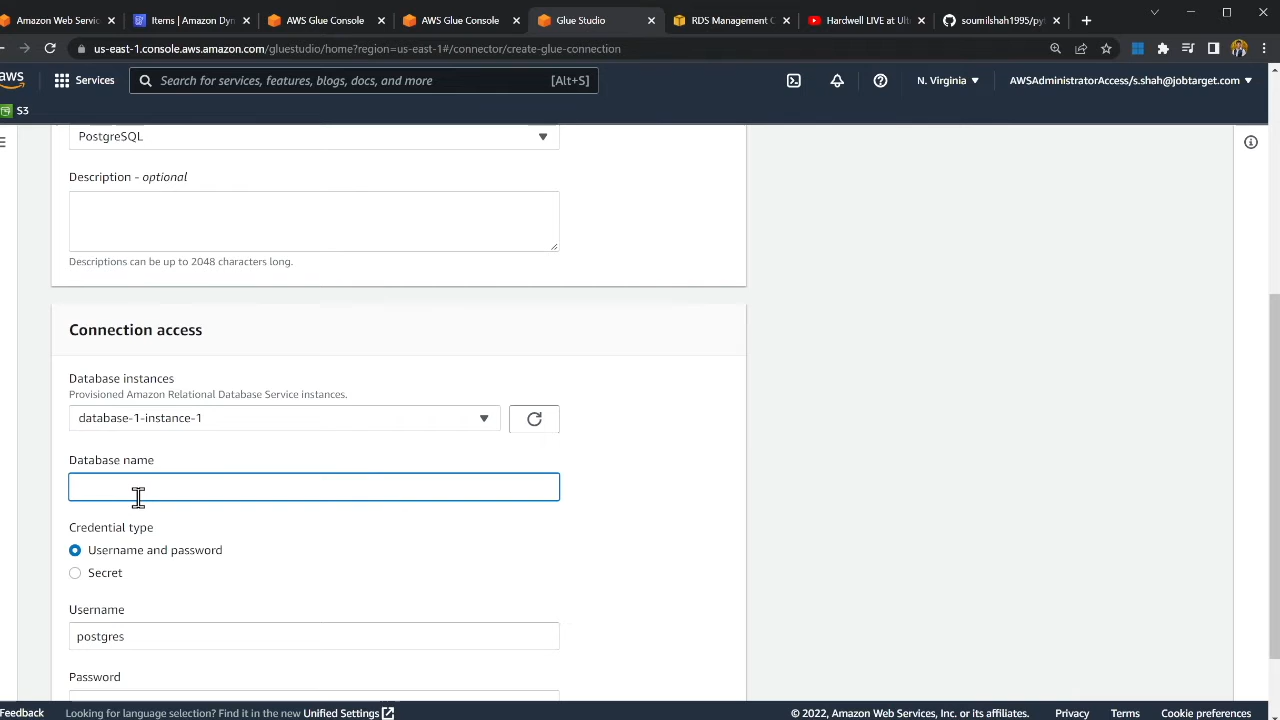 Amazon Web Service
Items | Amazon Dyn
AWS Glue Console
AWS Glue Console
Glue Studio
RDS Management C
Hardwell LIVE at Ult
soumilshah1995/py
us-east-1.console.aws.amazon.com/gluestudio/home?region=us-east-1#/connector/create-glue-connection
aws
Services
Search for services, features, blogs, docs, and more
[Alt+S]
N. Virginia
AWSAdministratorAccess/s.shah@jobtarget.com
S3
PostgreSQL
Description - optional
Descriptions can be up to 2048 characters long.
Connection access
Database instances
Provisioned Amazon Relational Database Service instances.
database-1-instance-1
Database name
Credential type
Username and password
Secret
Username
postgres
Password
Feedback
Looking for language selection? Find it in the new Unified Settings
© 2022, Amazon Web Services, Inc. or its affiliates.
Privacy
Terms
Cookie preferences